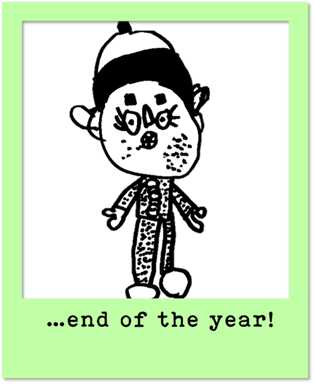 ...end of the year!